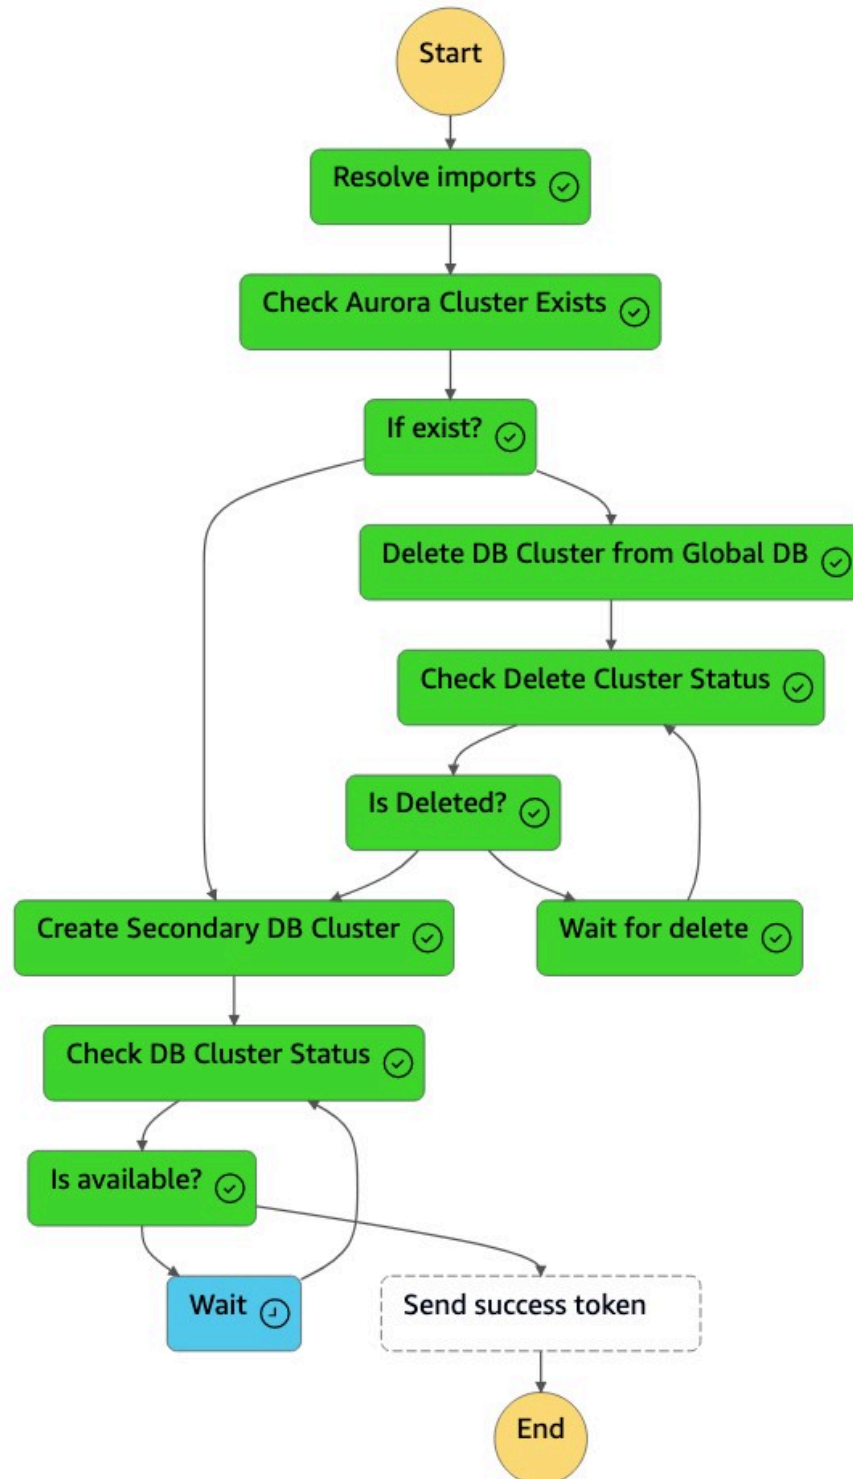 Start
Resolve imports
Check Aurora Cluster Exists
If exist?
Delete DB Cluster from Global DB
Check Delete Cluster Status
Is Deleted?
Create Secondary DB Cluster
Wait for delete
Check DB Cluster Status
Is available?
Wait
Send success token
End